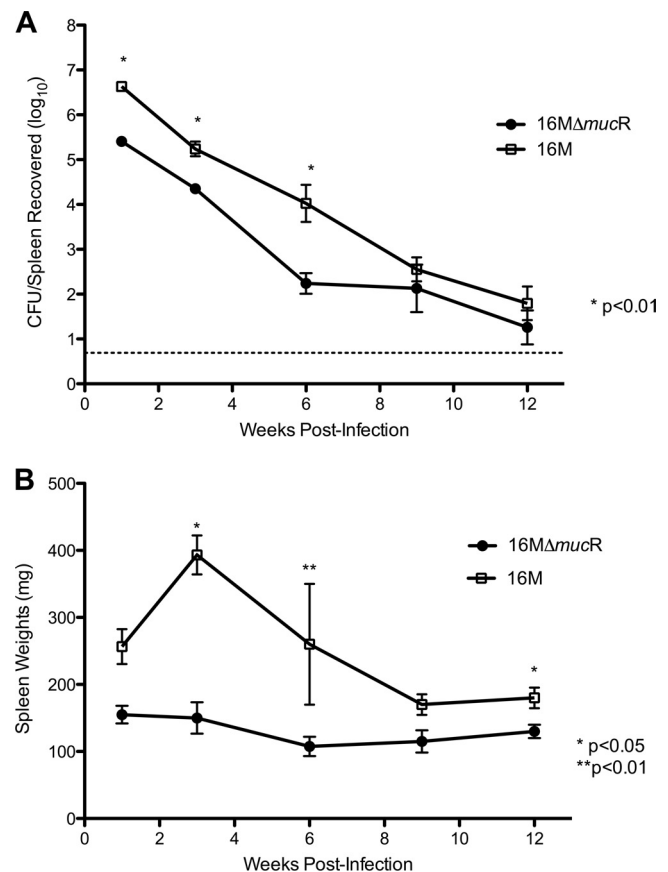 A
8
7
6
5
4
3
2
1
0
CFU/Spleen Recovered (log10)
*
*
*
16MΔmucR
16M
* p<0.01
0 2 4 6 8 10 12
Weeks Post-Infection
B
500
400
300
200
100
0
Spleen Weights (mg)
*
**
*
16MΔmucR
16M
* p<0.05
**p<0.01
0 2 4 6 8 10 12
Weeks Post-Infection